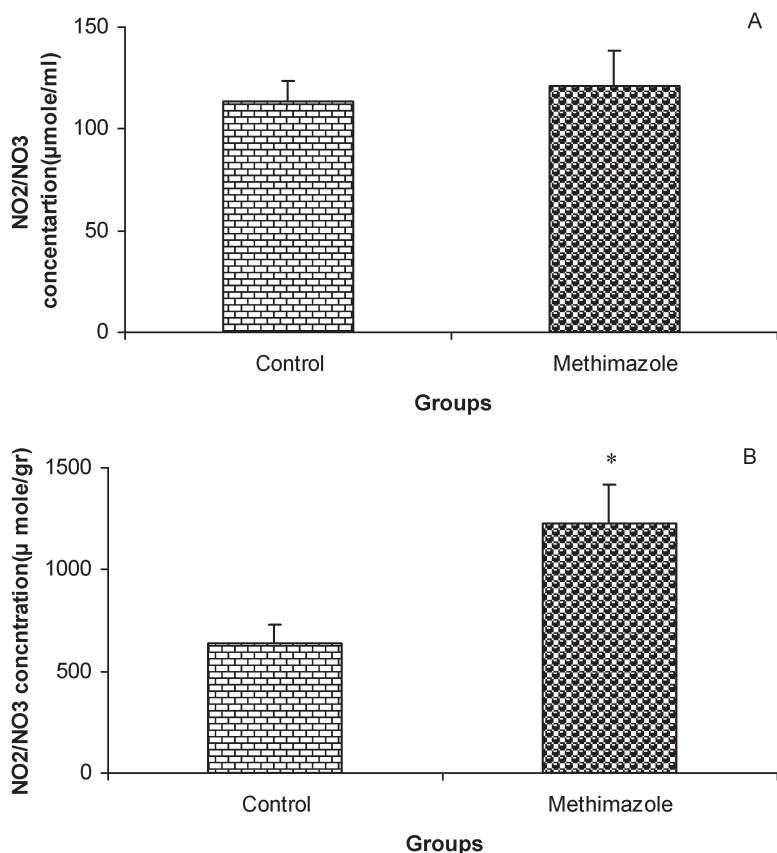 A
150
100
50
0
NO2/NO3
concentartion(µmole/ml)
Control Methimazole
Groups
B
*
1500
1000
500
0
NO2/NO3 concntration(µ mole/gr)
Control Methimazole
Groups